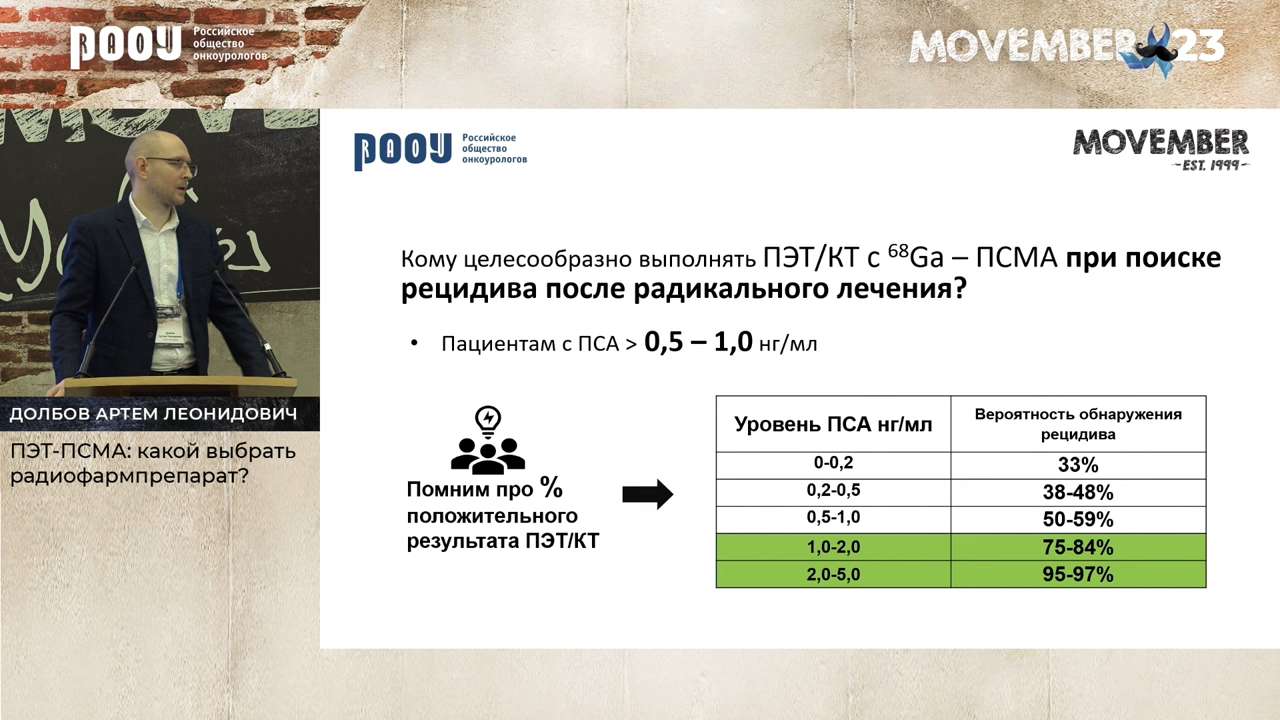 РООУ
Российское
общество
онкоурологов
MOVEMBER 23
РООУ
Российское
общество
онкоурологов
MOVEMBER
EST. 1999
Кому целесообразно выполнять ПЭТ/КТ с ⁶⁸Ga – ПСМА при поиске
рецидива после радикального лечения?
• Пациентам с ПСА > 0,5 – 1,0 нг/мл
Помним про %
положительного
результата ПЭТ/КТ
Уровень ПСА нг/мл Вероятность обнаружения
рецидива
0-0,2 33%
0,2-0,5 38-48%
0,5-1,0 50-59%
1,0-2,0 75-84%
2,0-5,0 95-97%
ДОЛБОВ АРТЕМ ЛЕОНИДОВИЧ
ПЭТ-ПСМА: какой выбрать
радиофармпрепарат?